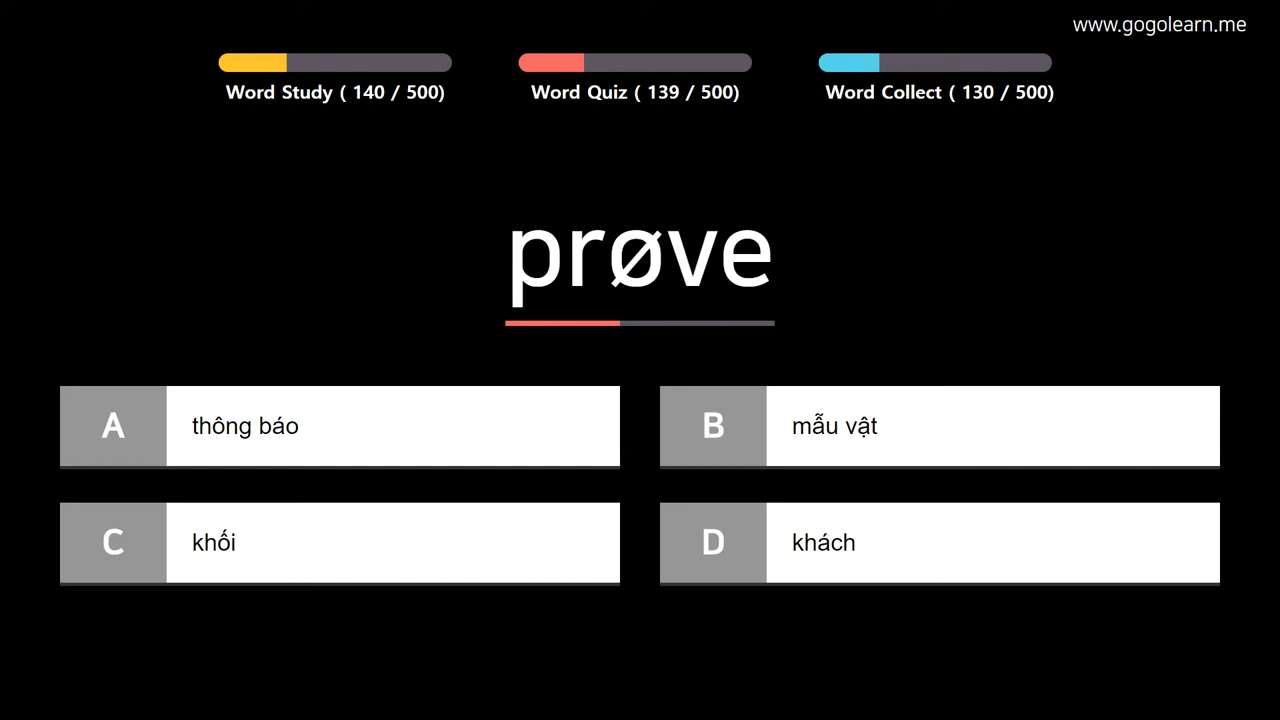 www.gogolearn.me
Word Study ( 140 / 500)
Word Quiz ( 139 / 500)
Word Collect ( 130 / 500)
prøve
A thông báo
B mẫu vật
C khối
D khách